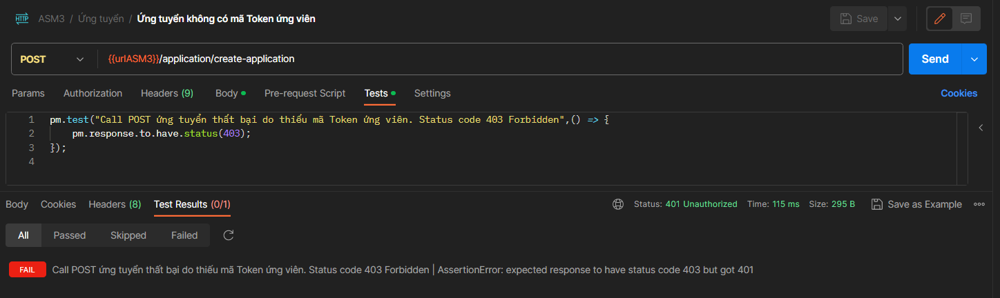 HTTP ASM3 / Ứng tuyển / Ứng tuyển không có mã Token ứng viên Save
POST {{urlASM3}}/application/create-application Send
Params Authorization Headers (9) Body Pre-request Script Tests Settings Cookies
1 pm.test("Call POST ứng tuyển thất bại do thiếu mã Token ứng viên. Status code 403 Forbidden",() => {
2 pm.response.to.have.status(403);
3 });
4
Body Cookies Headers (8) Test Results (0/1) Status: 401 Unauthorized Time: 115 ms Size: 295 B Save as Example
All Passed Skipped Failed
FAIL Call POST ứng tuyển thất bại do thiếu mã Token ứng viên. Status code 403 Forbidden | AssertionError: expected response to have status code 403 but got 401